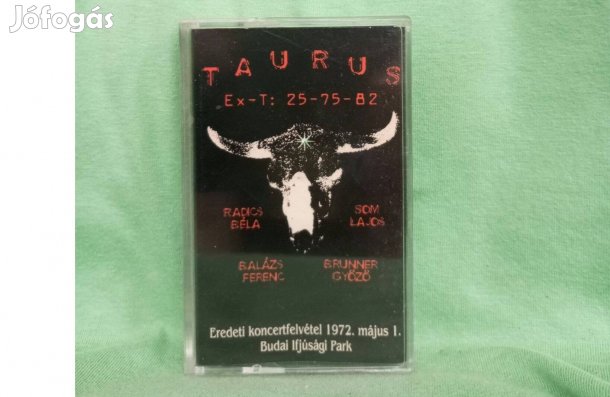 Jófogás
TAURUS
Ex-T: 25-75-82
RADICS BÉLA
SOM LAJOS
BALÁZS FERENC
BRUNNER GYŐZŐ
Eredeti koncertfelvétel 1972. május 1.
Budai Ifjúsági Park